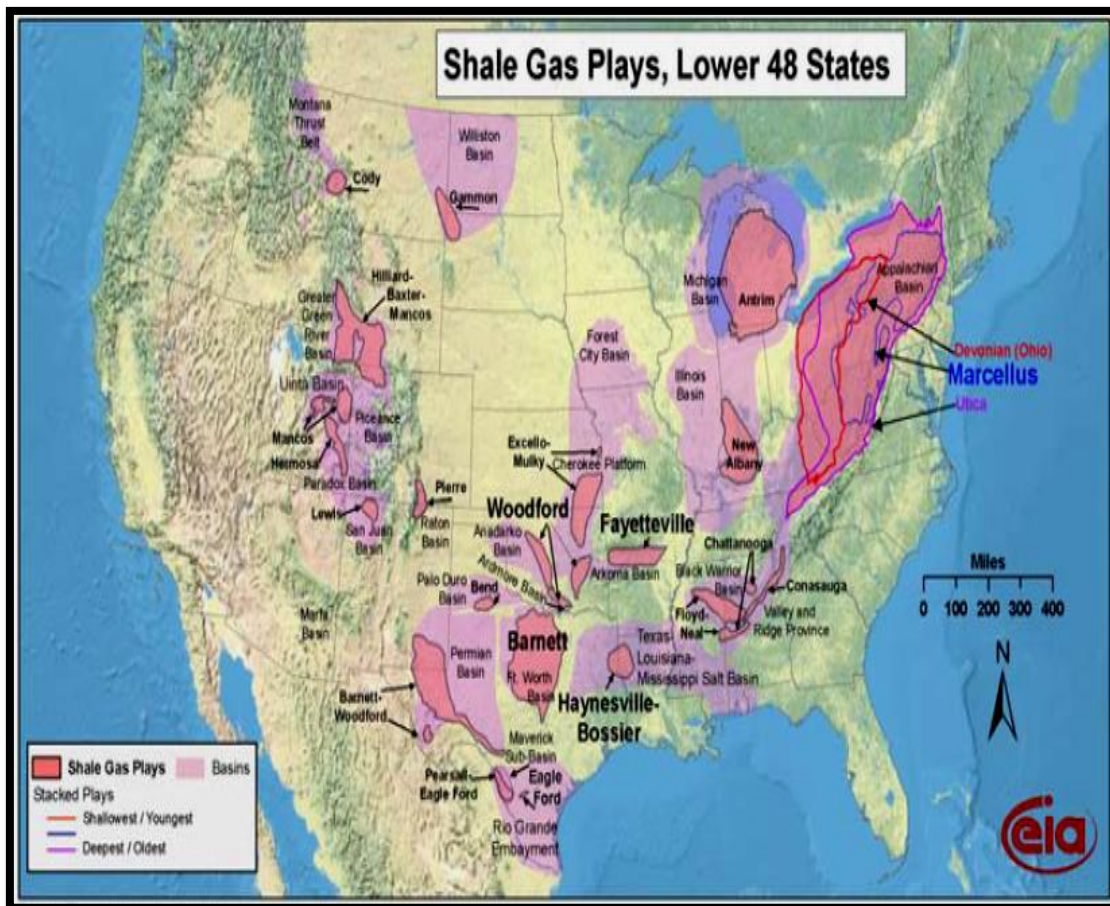 Shale Gas Plays, Lower 48 States
Montana
Thrust
Belt
Williston
Basin
Cody
Gammon
Hilliard-
Baxter-
Mancos
Greater
Green
River
Basin
Michigan
Basin
Antrim
Appalachian
Basin
Devonian (Ohio)
Marcellus
Utica
Forest
City Basin
Illinois
Basin
Uinta Basin
Piceance
Basin
Mancos
Hermosa
Paradox Basin
Lewis
San Juan
Basin
Pierre
Raton
Basin
Excello-
Mulky
Cherokee Platform
New
Albany
Woodford
Anadarko
Basin
Ardmore Basin
Fayetteville
Arkoma Basin
Chattanooga
Black Warrior
Basin
Conasauga
Floyd-
Neal
Valley and
Ridge Province
Palo Duro
Basin
Bend
Marfa
Basin
Permian
Basin
Barnett
Ft. Worth
Basin
Texas-
Louisiana-
Mississippi Salt Basin
Haynesville-
Bossier
Barnett-
Woodford
Maverick
Sub-Basin
Pearsall-
Eagle Ford
Eagle
Ford
Rio Grande
Embayment
Miles
0 100 200 300 400
N
Shale Gas Plays
Basins
Stacked Plays
Shallowest / Youngest
Deepest / Oldest
eia